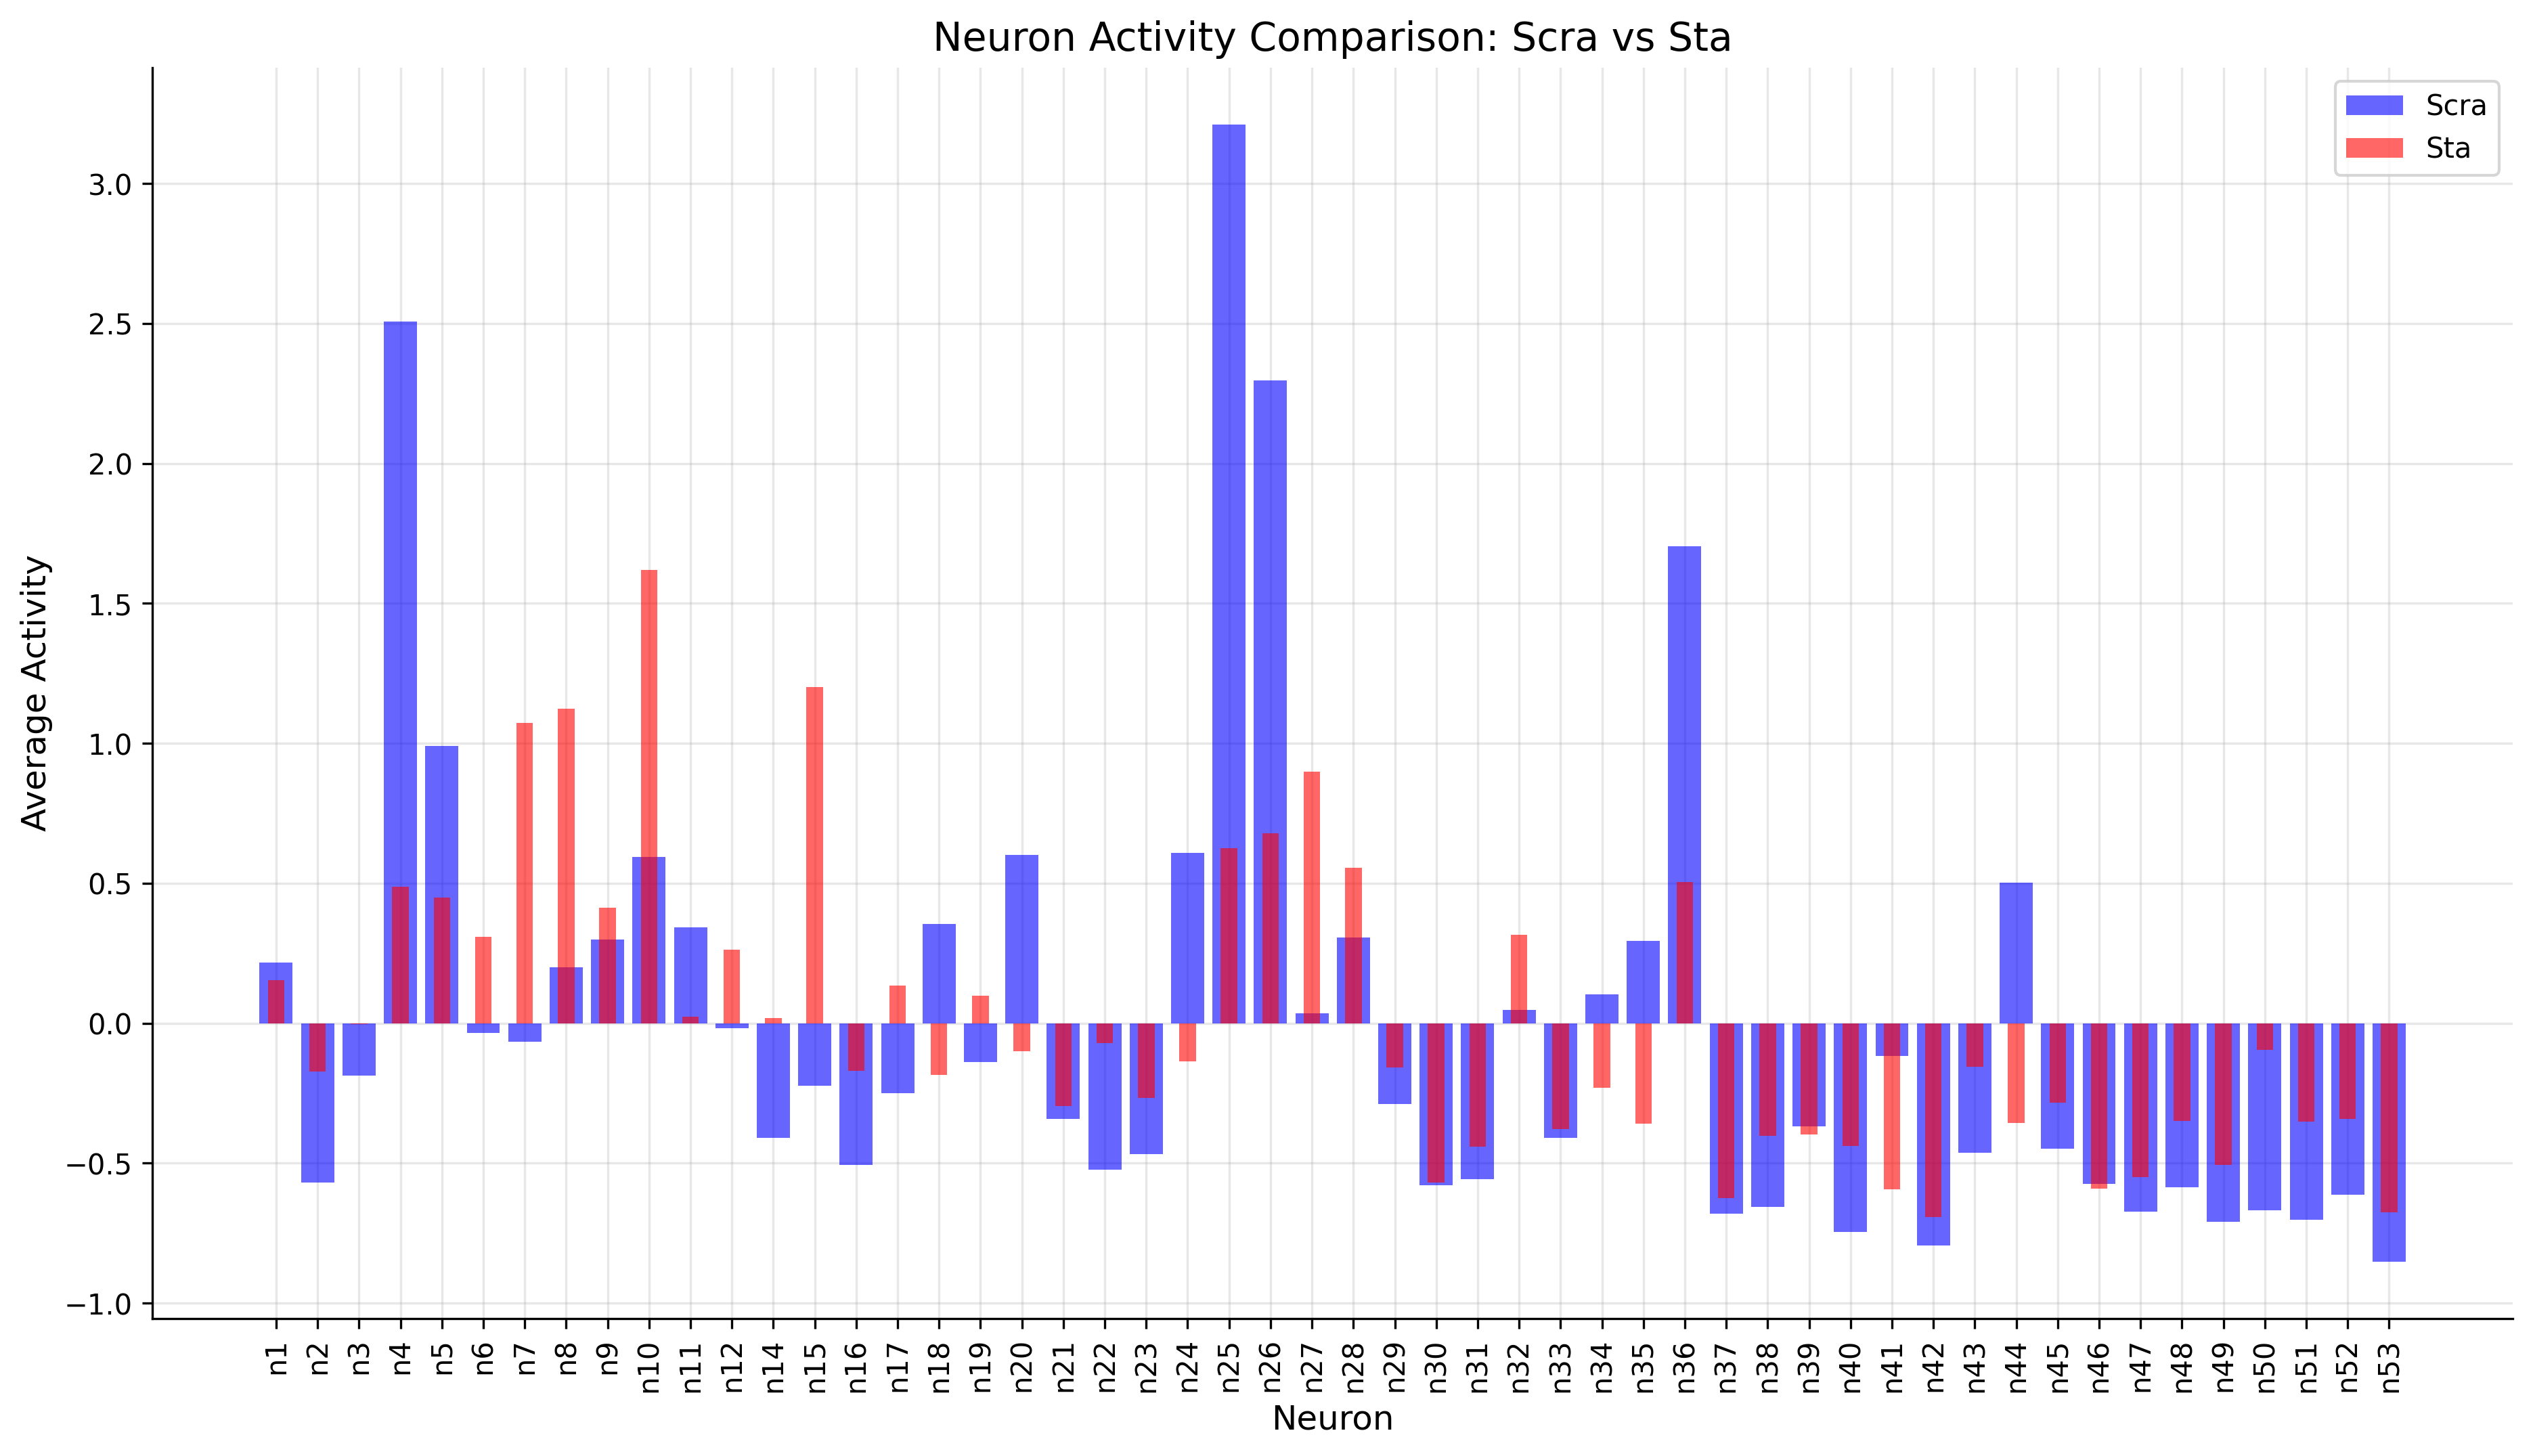 Neuron Activity Comparison: Scra vs Sta
Scra
Sta
Average Activity
3.0
2.5
2.0
1.5
1.0
0.5
0.0
−0.5
−1.0
n1 n2 n3 n4 n5 n6 n7 n8 n9 n10 n11 n12 n14 n15 n16 n17 n18 n19 n20 n21 n22 n23 n24 n25 n26 n27 n28 n29 n30 n31 n32 n33 n34 n35 n36 n37 n38 n39 n40 n41 n42 n43 n44 n45 n46 n47 n48 n49 n50 n51 n52 n53
Neuron